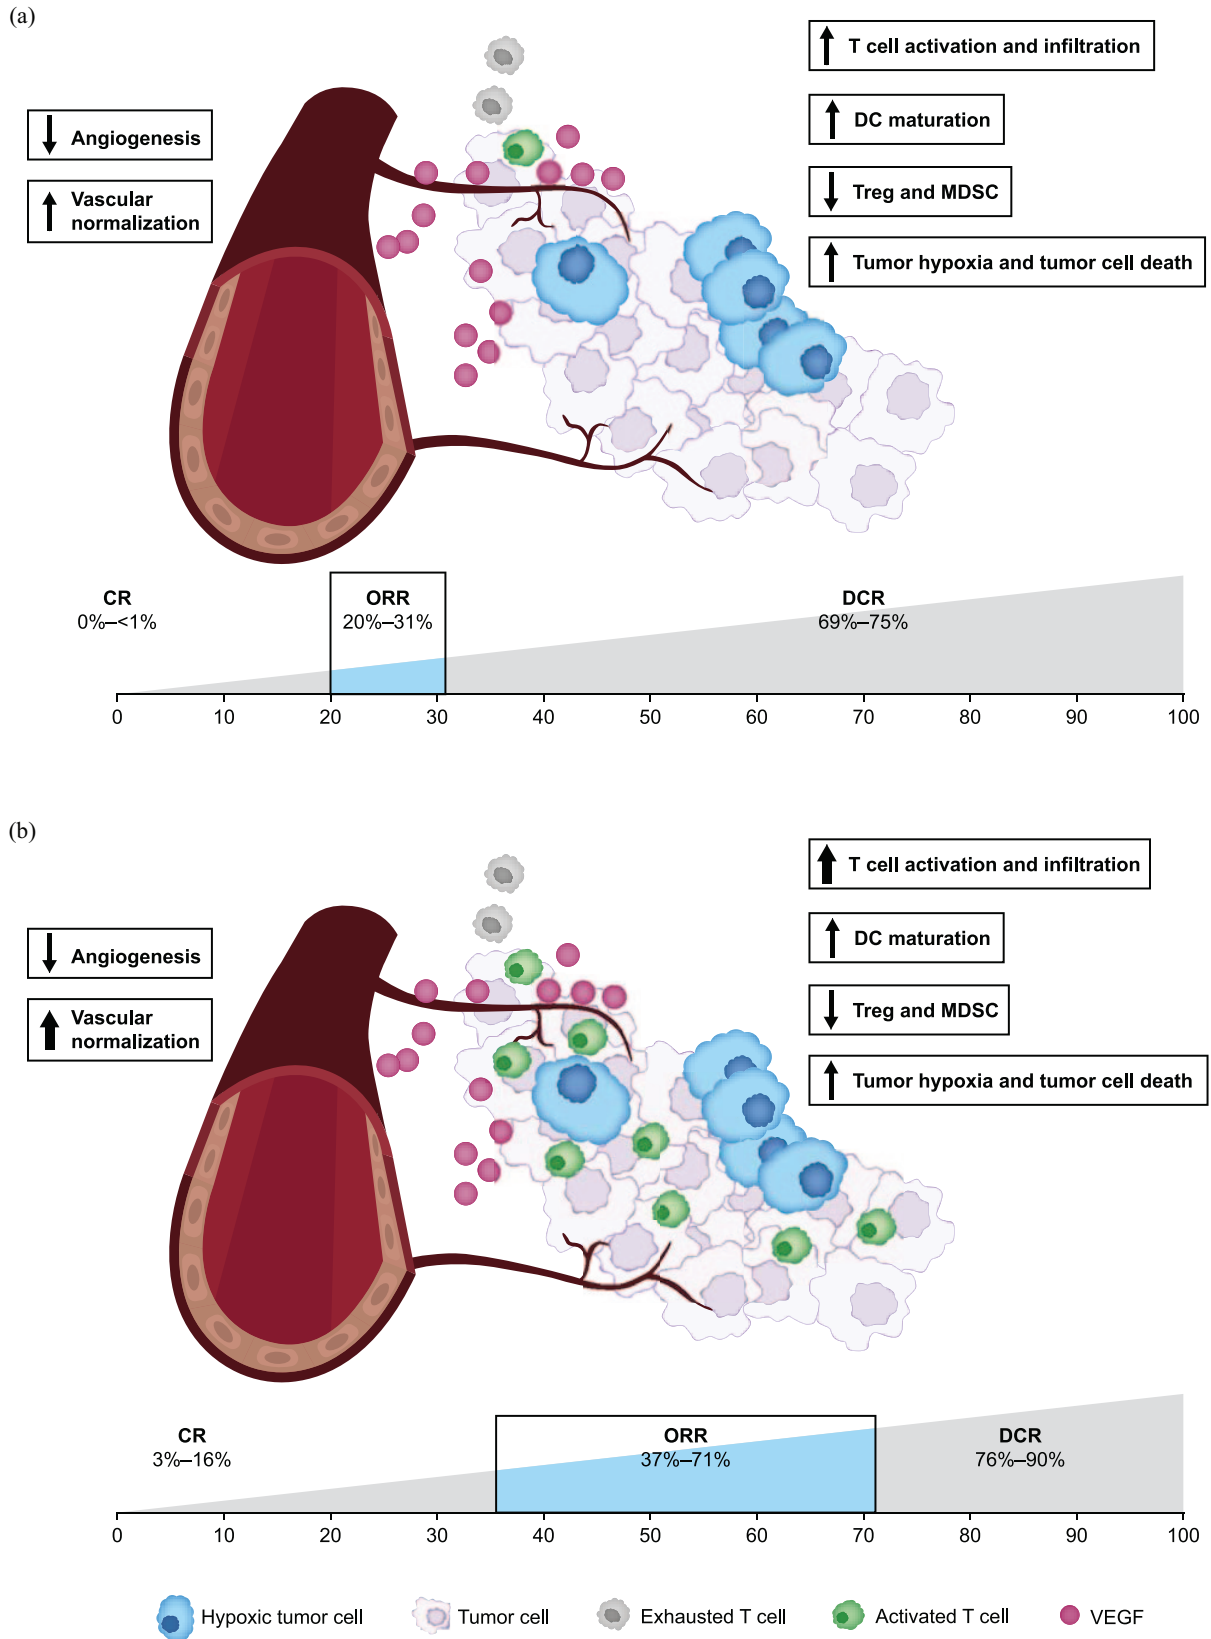 (a)
T cell activation and infiltration
DC maturation
Treg and MDSC
Tumor hypoxia and tumor cell death
Angiogenesis
Vascular
normalization
CR
0%–<1%
ORR
20%–31%
DCR
69%–75%
0 10 20 30 40 50 60 70 80 90 100
(b)
T cell activation and infiltration
DC maturation
Treg and MDSC
Tumor hypoxia and tumor cell death
Angiogenesis
Vascular
normalization
CR
3%–16%
ORR
37%–71%
DCR
76%–90%
0 10 20 30 40 50 60 70 80 90 100
Hypoxic tumor cell Tumor cell Exhausted T cell Activated T cell VEGF